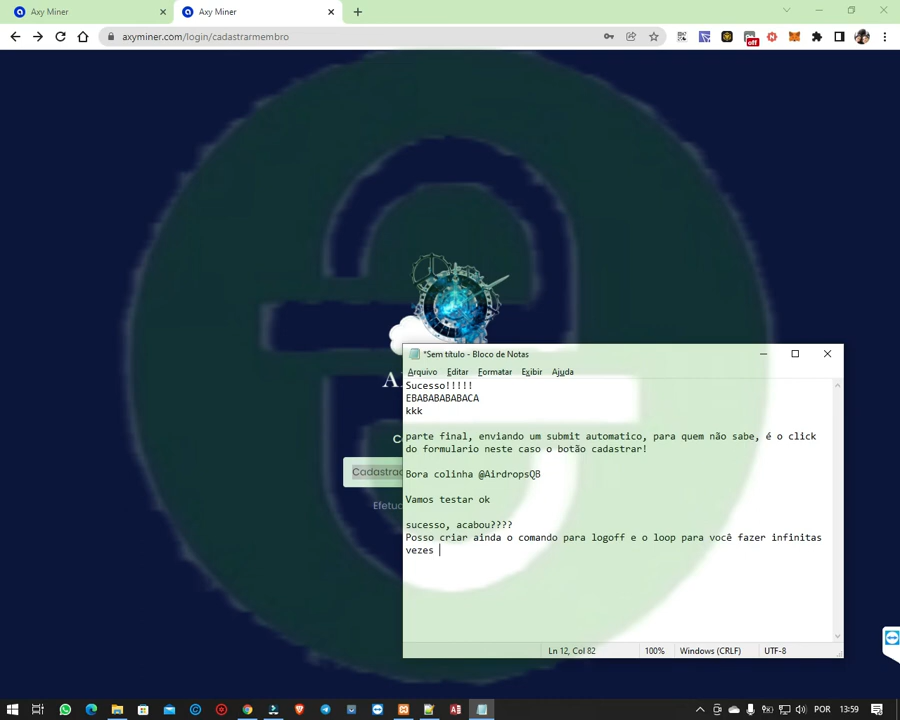 Axy Miner
Axy Miner
axyminer.com/login/cadastrarmembro
off
*Sem título - Bloco de Notas
Arquivo Editar Formatar Exibir Ajuda
Sucesso!!!!!
EBABABABABACA
kkk
parte final, enviando um submit automatico, para quem não sabe, é o click
do formulario neste caso o botão cadastrar!
Bora colinha @AirdropsQB
Vamos testar ok
sucesso, acabou????
Posso criar ainda o comando para logoff e o loop para você fazer infinitas
vezes
Cadastrad
Efetu
Ln 12, Col 82 100% Windows (CRLF) UTF-8
POR 13:59